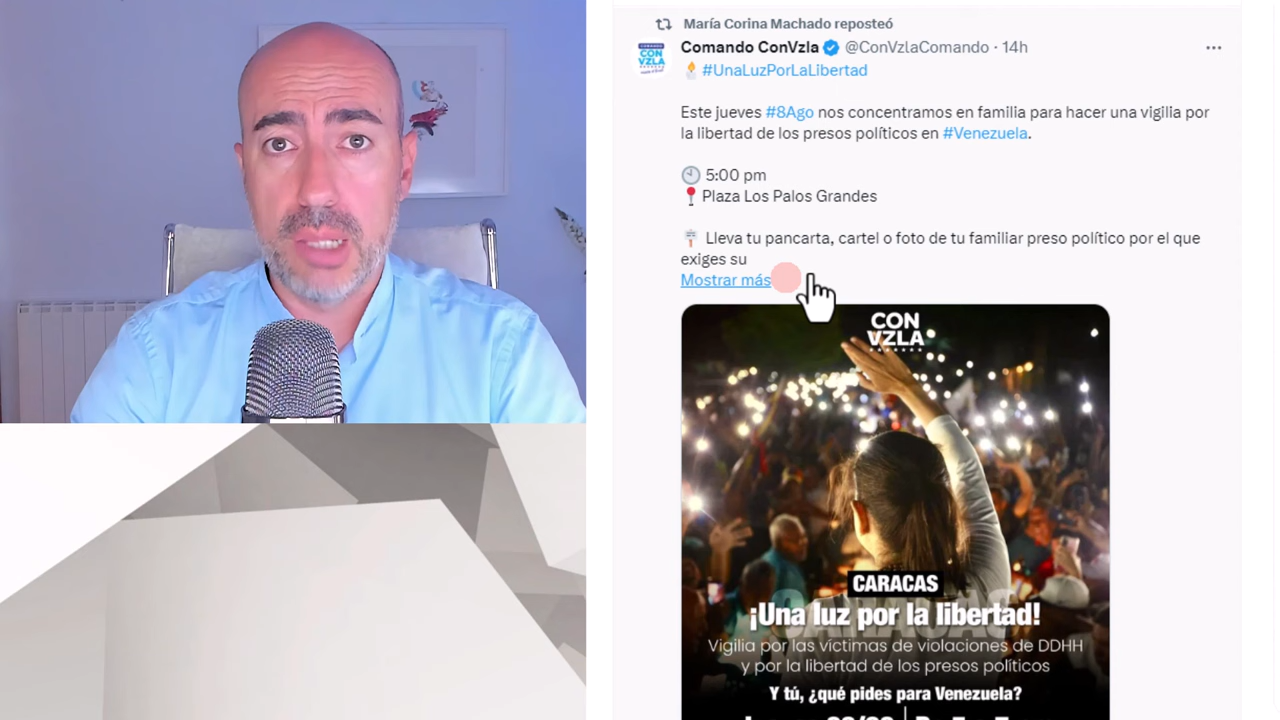 María Corina Machado reposteó
Comando ConVzla @ConVzlaComando · 14h
#UnaLuzPorLaLibertad
Este jueves #8Ago nos concentramos en familia para hacer una vigilia por
la libertad de los presos políticos en #Venezuela.
5:00 pm
Plaza Los Palos Grandes
Lleva tu pancarta, cartel o foto de tu familiar preso político por el que
exiges su
Mostrar más
CON
VZLA
CARACAS
¡Una luz por la libertad!
Vigilia por las víctimas de violaciones de DDHH
y por la libertad de los presos políticos
Y tú, ¿qué pides para Venezuela?